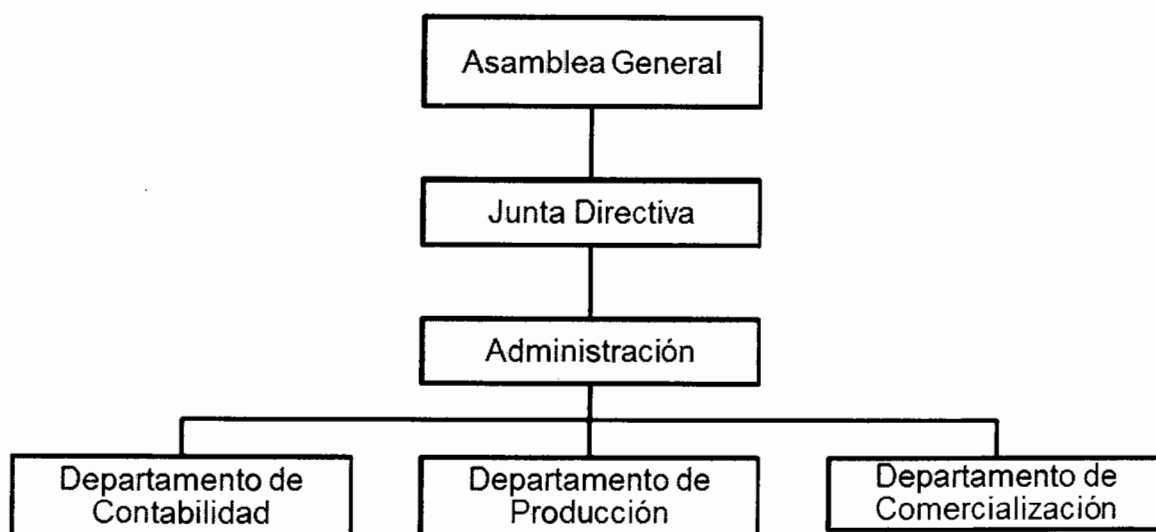 Asamblea General
Junta Directiva
Administración
Departamento de
Contabilidad
Departamento de
Producción
Departamento de
Comercialización